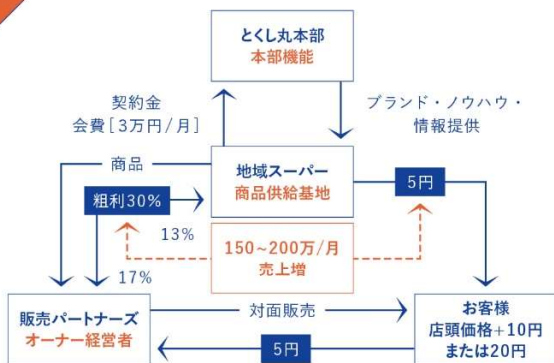 とくし丸本部
本部機能
契約金
会費[3万円/月]
ブランド・ノウハウ・
情報提供
商品
地域スーパー
商品供給基地
5円
粗利30%
13%
150~200万/月
売上増
17%
販売パートナーズ
オーナー経営者
対面販売
お客様
店頭価格+10円
または20円
5円